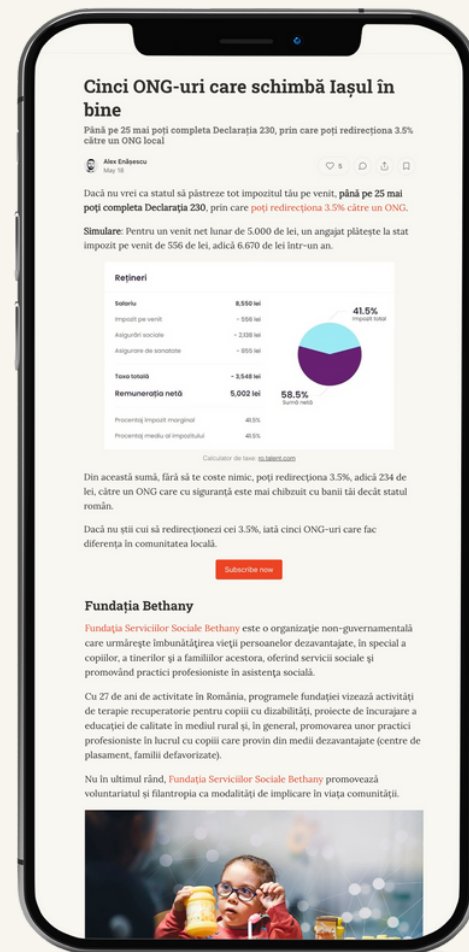 Cinci ONG-uri care schimbă Iașul în
bine
Până pe 25 mai poți completa Declarația 230, prin care poți redirecționa 3.5%
către un ONG local
Alex Enășescu
May 18
5
Dacă nu vrei ca statul să păstreze tot impozitul tău pe venit, până pe 25 mai
poți completa Declarația 230, prin care poți redirecționa 3.5% către un ONG.
Simulare: Pentru un venit net lunar de 5.000 de lei, un angajat plătește la stat
impozit pe venit de 556 de lei, adică 6.670 de lei într-un an.
Rețineri
Salariu 8,550 lei
Impozit pe venit - 556 lei
Asigurări sociale - 2,138 lei
Asigurare de sanatate - 855 lei
Taxa totală - 3,548 lei
Remunerația netă 5,002 lei
Procentaj impozit marginal 41.5%
Procentaj mediu al impozitului 41.5%
41.5%
Impozit total
58.5%
Sumă netă
Calculator de taxe: ro.talent.com
Din această sumă, fără să te coste nimic, poți redirecționa 3.5%, adică 234 de
lei, către un ONG care cu siguranță este mai chibzuit cu banii tăi decât statul
român.
Dacă nu știi cui să redirecționezi cei 3.5%, iată cinci ONG-uri care fac
diferența în comunitatea locală.
Subscribe now
Fundația Bethany
Fundaţia Serviciilor Sociale Bethany este o organizaţie non-guvernamentală
care urmăreşte îmbunătăţirea vieţii persoanelor dezavantajate, în special a
copiilor, a tinerilor şi a familiilor acestora, oferind servicii sociale şi
promovând practici profesioniste în asistenţa socială.
Cu 27 de ani de activitate în România, programele fundației vizează activități
de terapie recuperatorie pentru copiii cu dizabilități, proiecte de încurajare a
educației de calitate în mediul rural și, în general, promovarea unor practici
profesioniste în lucrul cu copiii care provin din medii dezavantajate (centre de
plasament, familii defavorizate).
Nu în ultimul rând, Fundația Serviciilor Sociale Bethany promovează
voluntariatul și filantropia ca modalități de implicare în viața comunității.